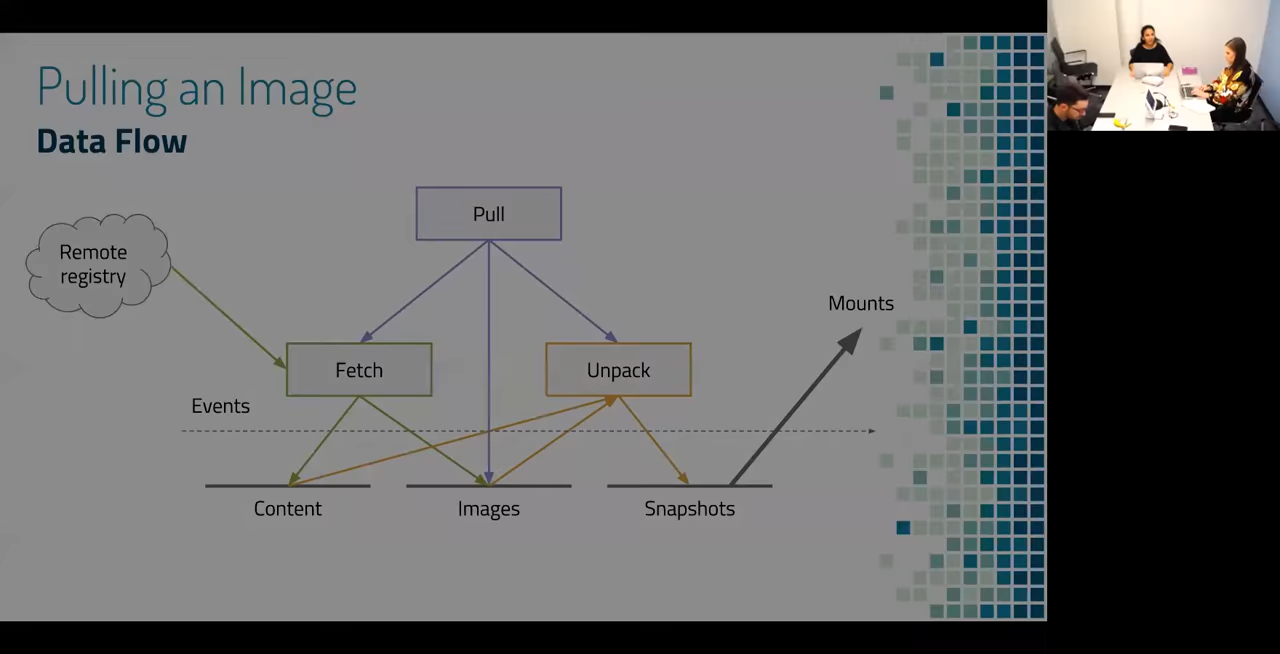 Pulling an Image
Data Flow
Pull
Remote
registry
Mounts
Fetch
Unpack
Events
Content
Images
Snapshots